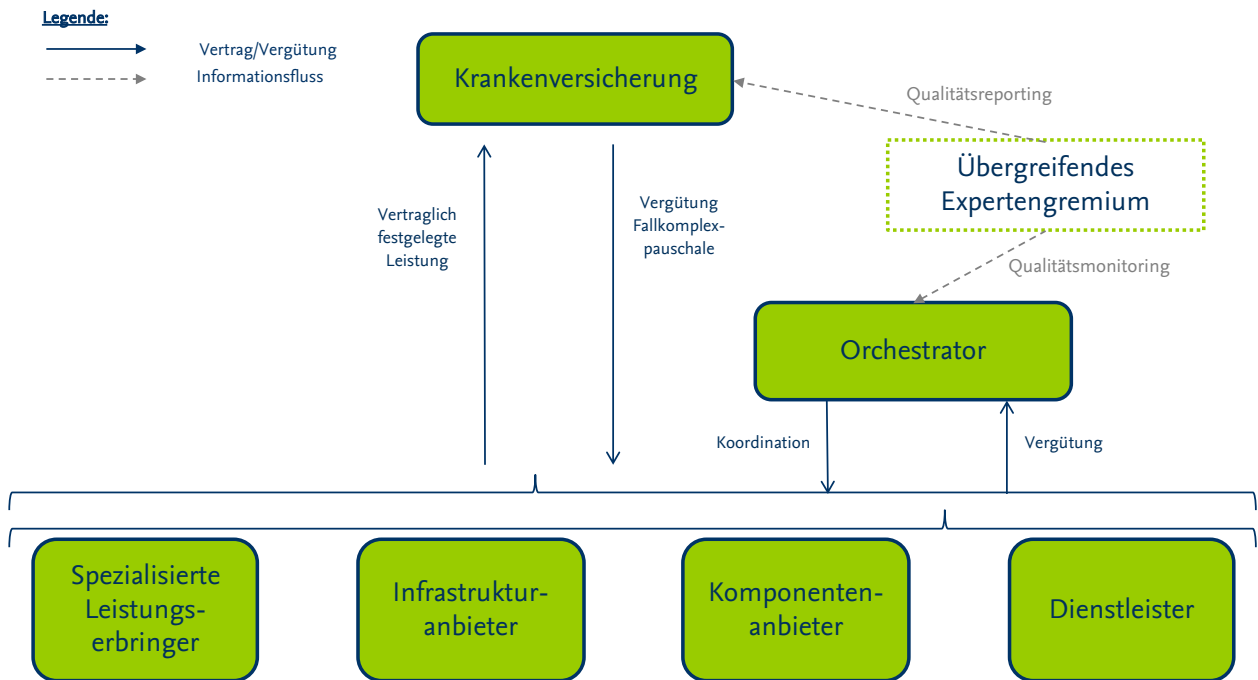 Legende:
Vertrag/Vergütung
Informationsfluss
Krankenversicherung
Qualitätsreporting
Übergreifendes
Expertengremium
Vertraglich
festgelegte
Leistung
Vergütung
Fallkomplex-
pauschale
Qualitätsmonitoring
Orchestrator
Koordination
Vergütung
Spezialisierte
Leistungs-
erbringer
Infrastruktur-
anbieter
Komponenten-
anbieter
Dienstleister